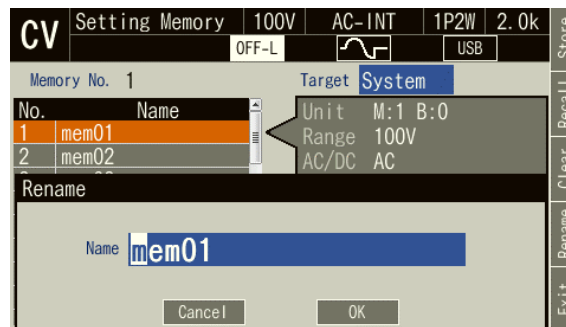 CV Setting Memory 100V AC-INT 1P2W 2.0k
OFF-L USB
Memory No. 1 Target System
No. Name
1 mem01
2 mem02
Unit M:1 B:0
Range 100V
AC/DC AC
Rename
Name mem01
Cancel OK
Store
Recall
Clear
Rename
Exit